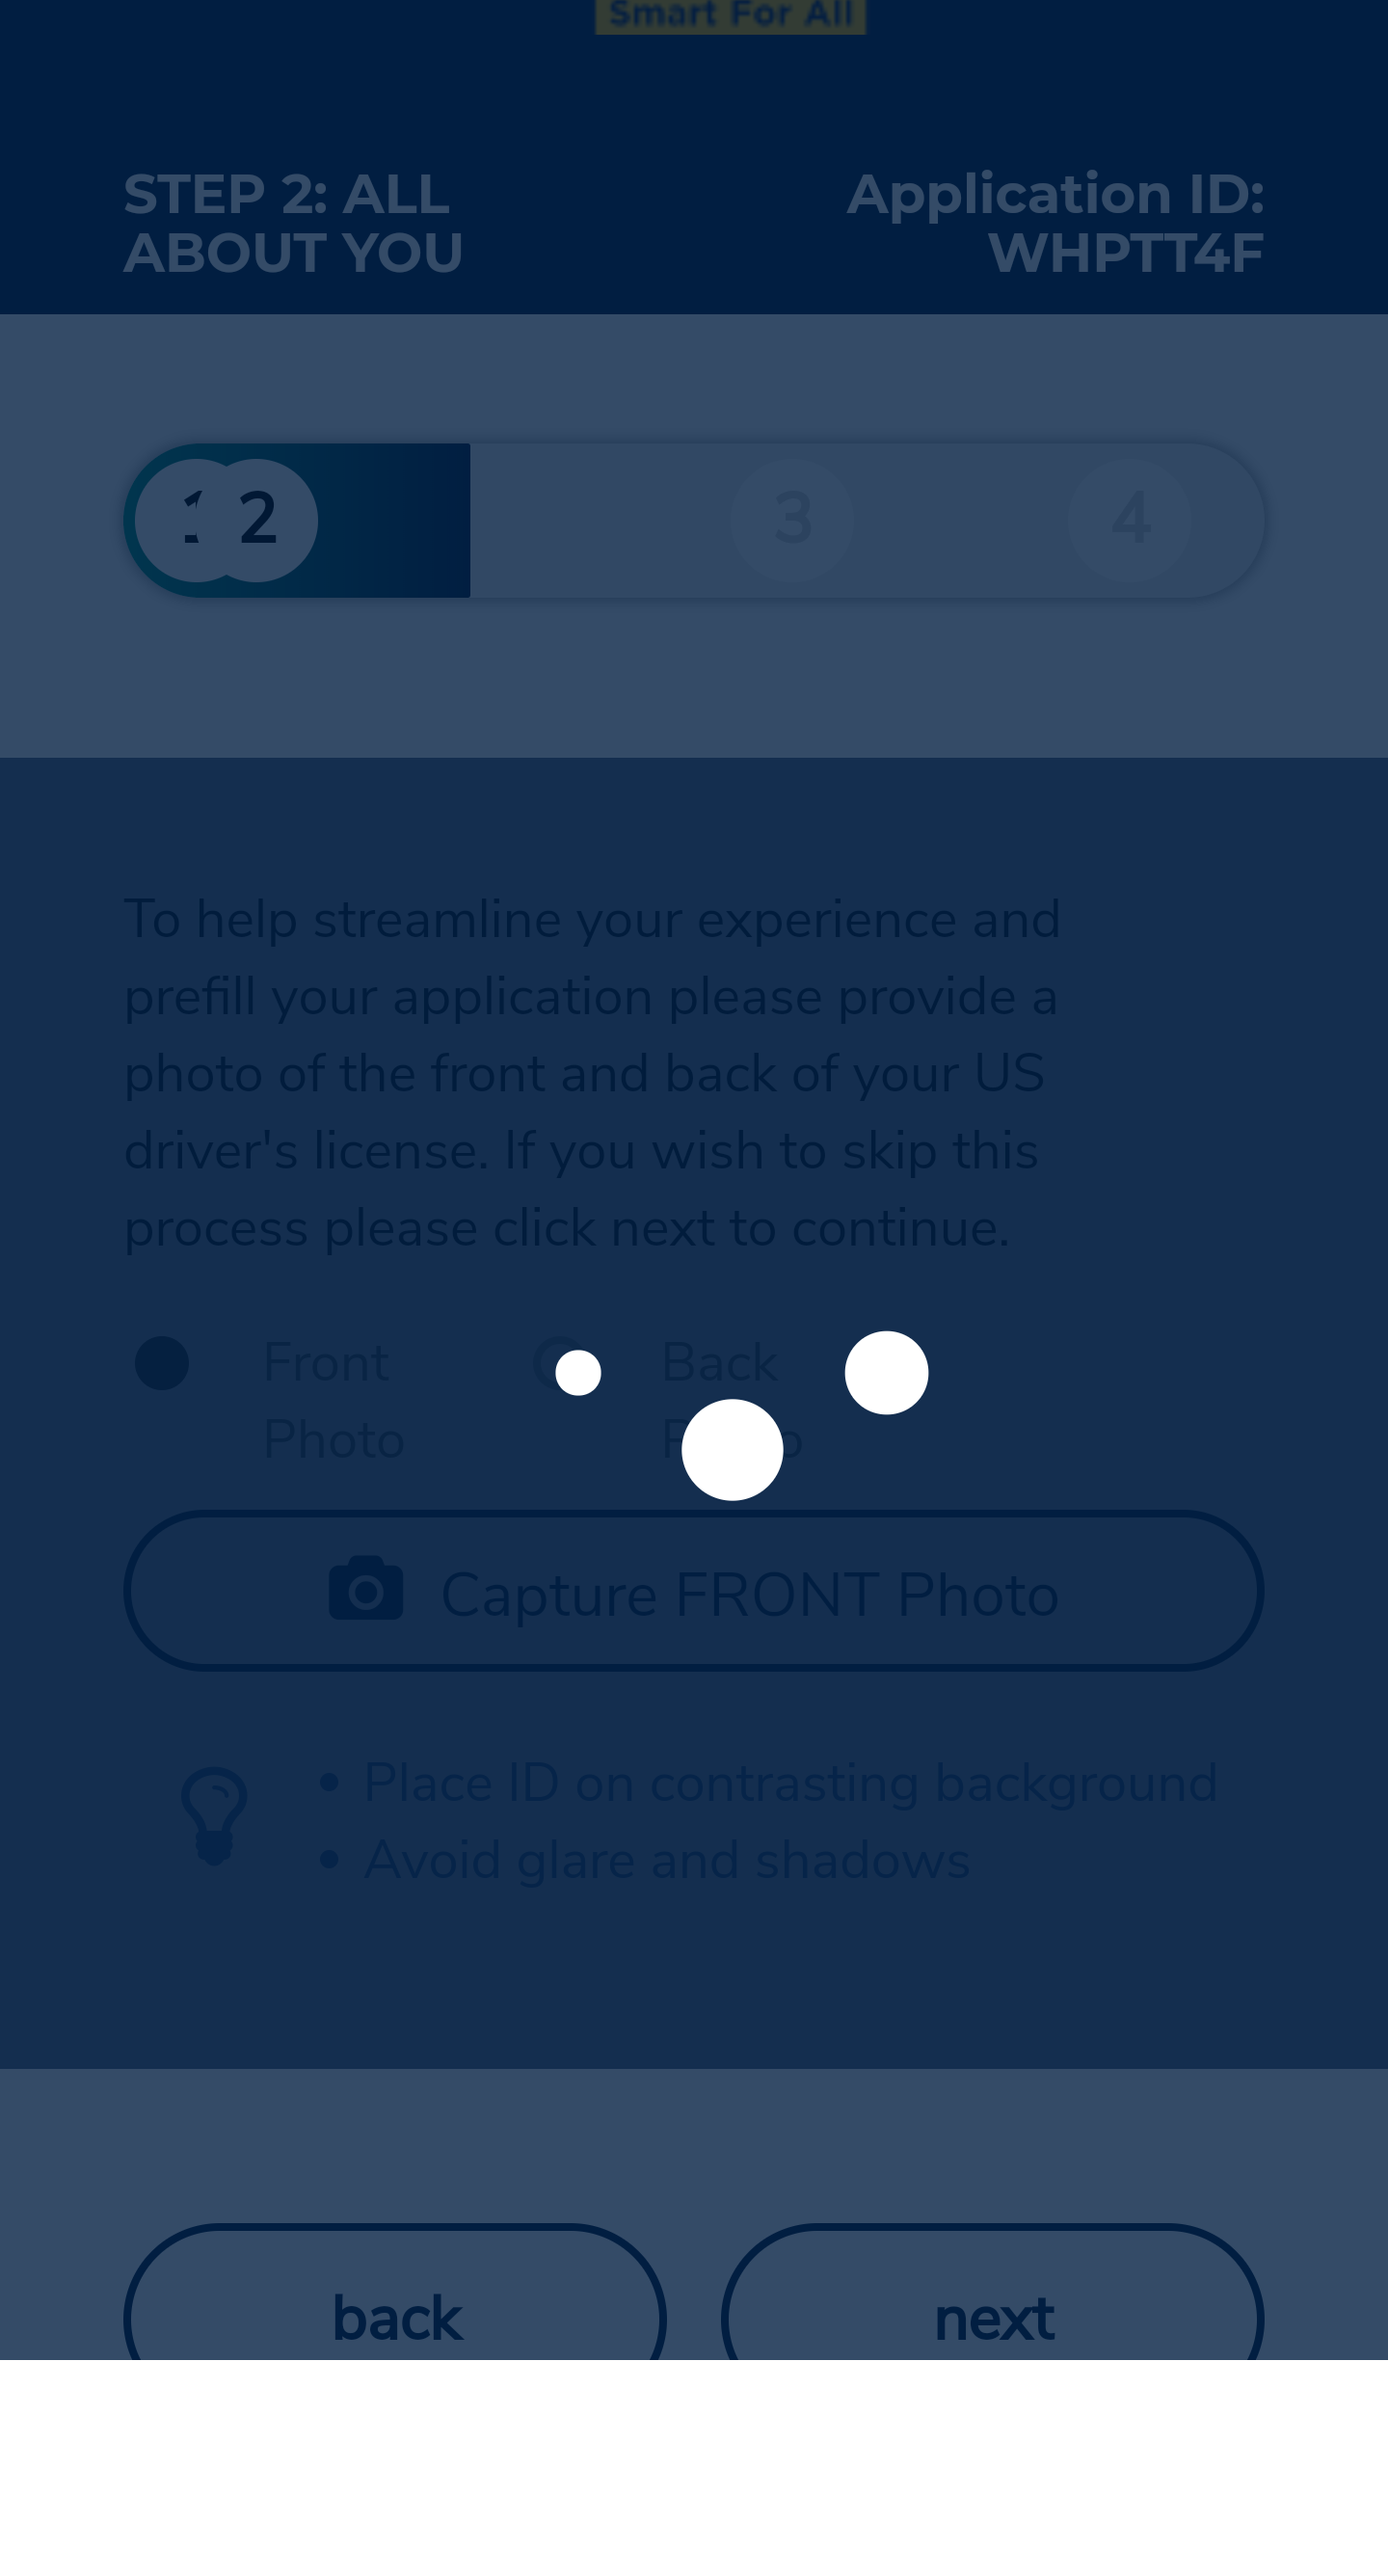 Smart For All
STEP 2: ALL
ABOUT YOU
Application ID:
WHPTT4F
1 2 3 4
To help streamline your experience and
prefill your application please provide a
photo of the front and back of your US
driver's license. If you wish to skip this
process please click next to continue.
Front
Photo
Back
Photo
Capture FRONT Photo
• Place ID on contrasting background
• Avoid glare and shadows
back
next